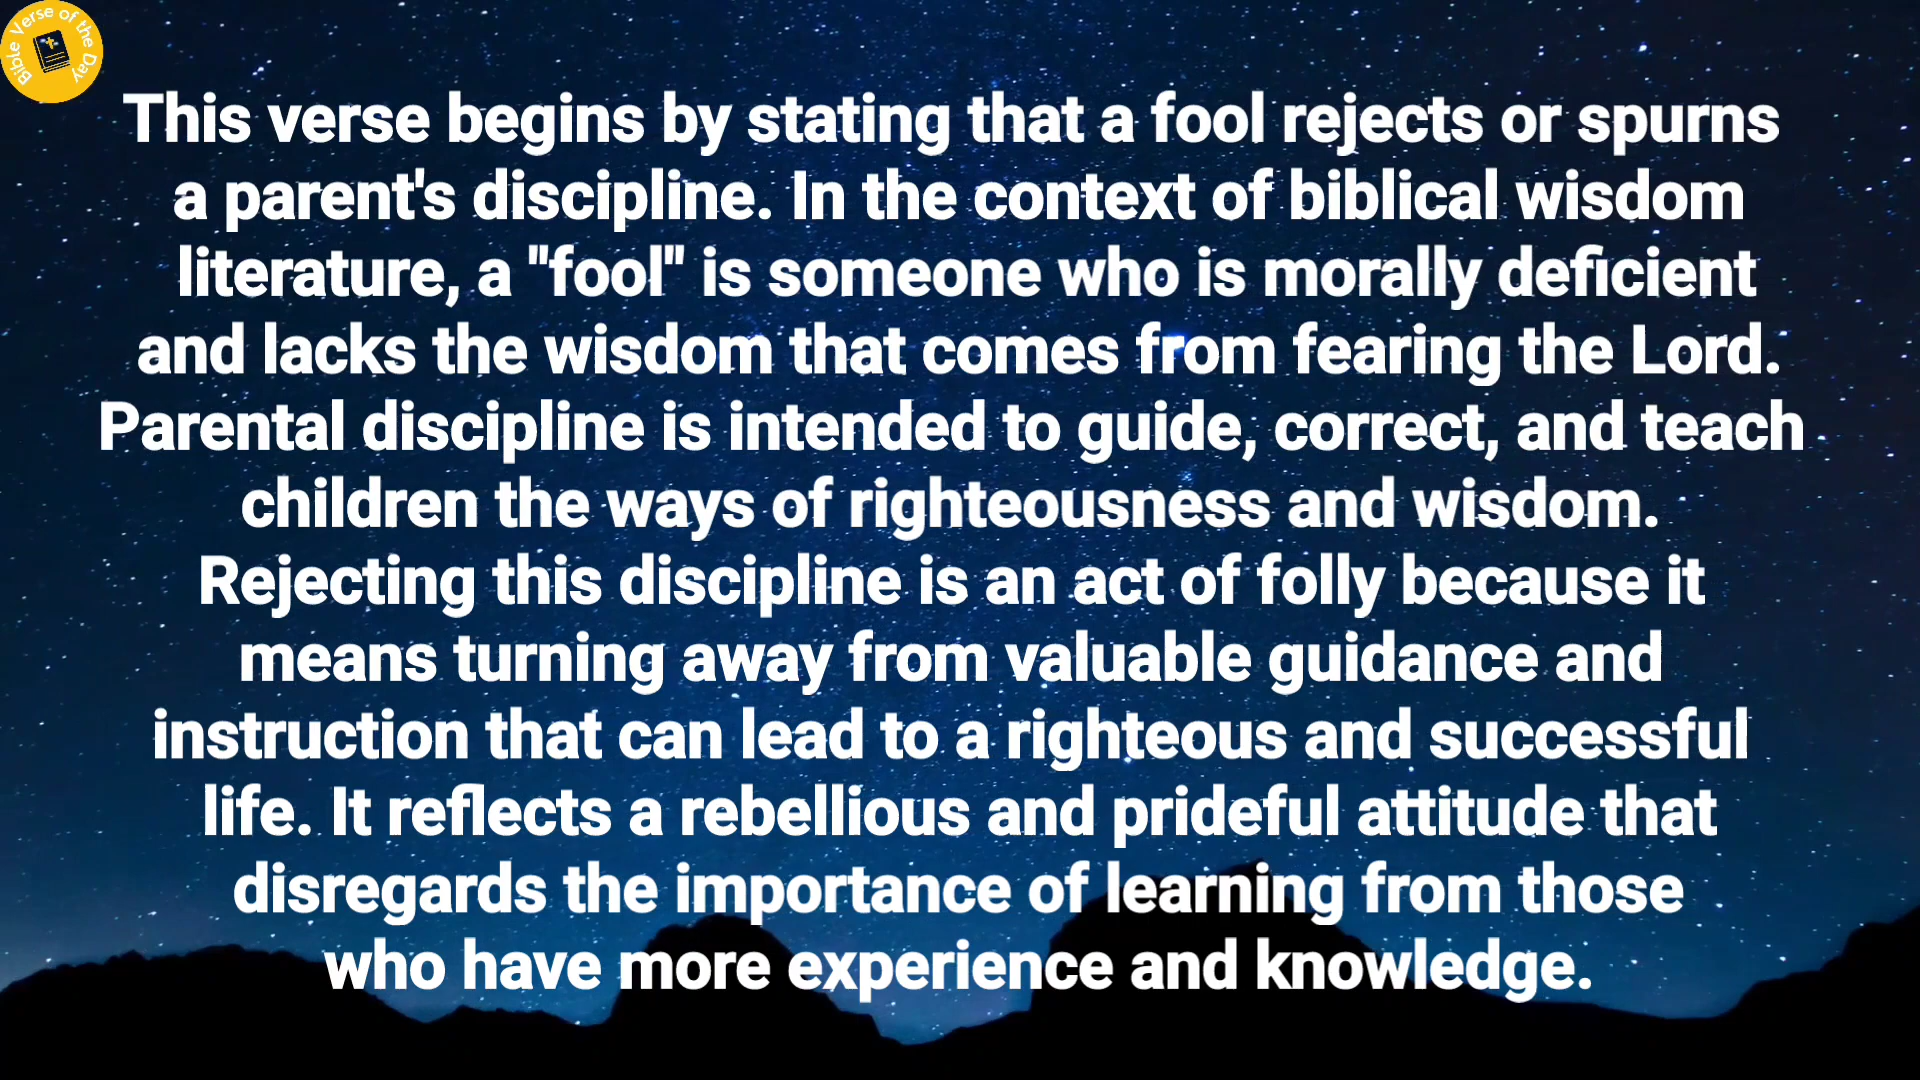 Bible Verse of the Day
This verse begins by stating that a fool rejects or spurns
a parent's discipline. In the context of biblical wisdom
literature, a "fool" is someone who is morally deficient
and lacks the wisdom that comes from fearing the Lord.
Parental discipline is intended to guide, correct, and teach
children the ways of righteousness and wisdom.
Rejecting this discipline is an act of folly because it
means turning away from valuable guidance and
instruction that can lead to a righteous and successful
life. It reflects a rebellious and prideful attitude that
disregards the importance of learning from those
who have more experience and knowledge.